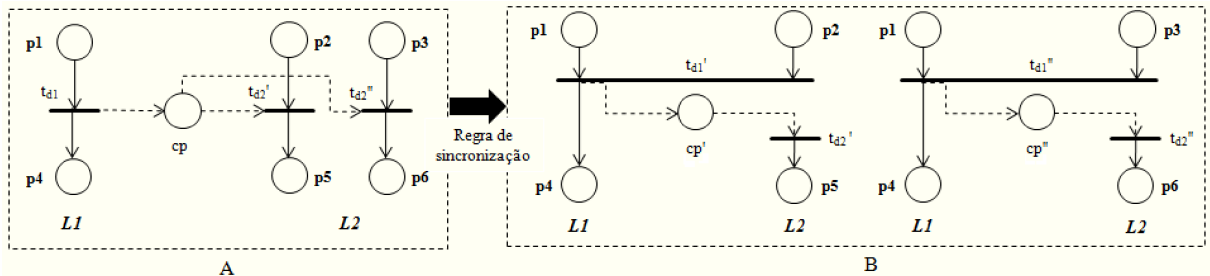 p1 p2 p3
td1 td2' td2"
cp
p4 p5 p6
L1 L2
A
Regra de
sincronização
p1 p2 p1 p3
td1' td1"
cp' td2' cp" td2"
p4 p5 p4 p6
L1 L2 L1 L2
B